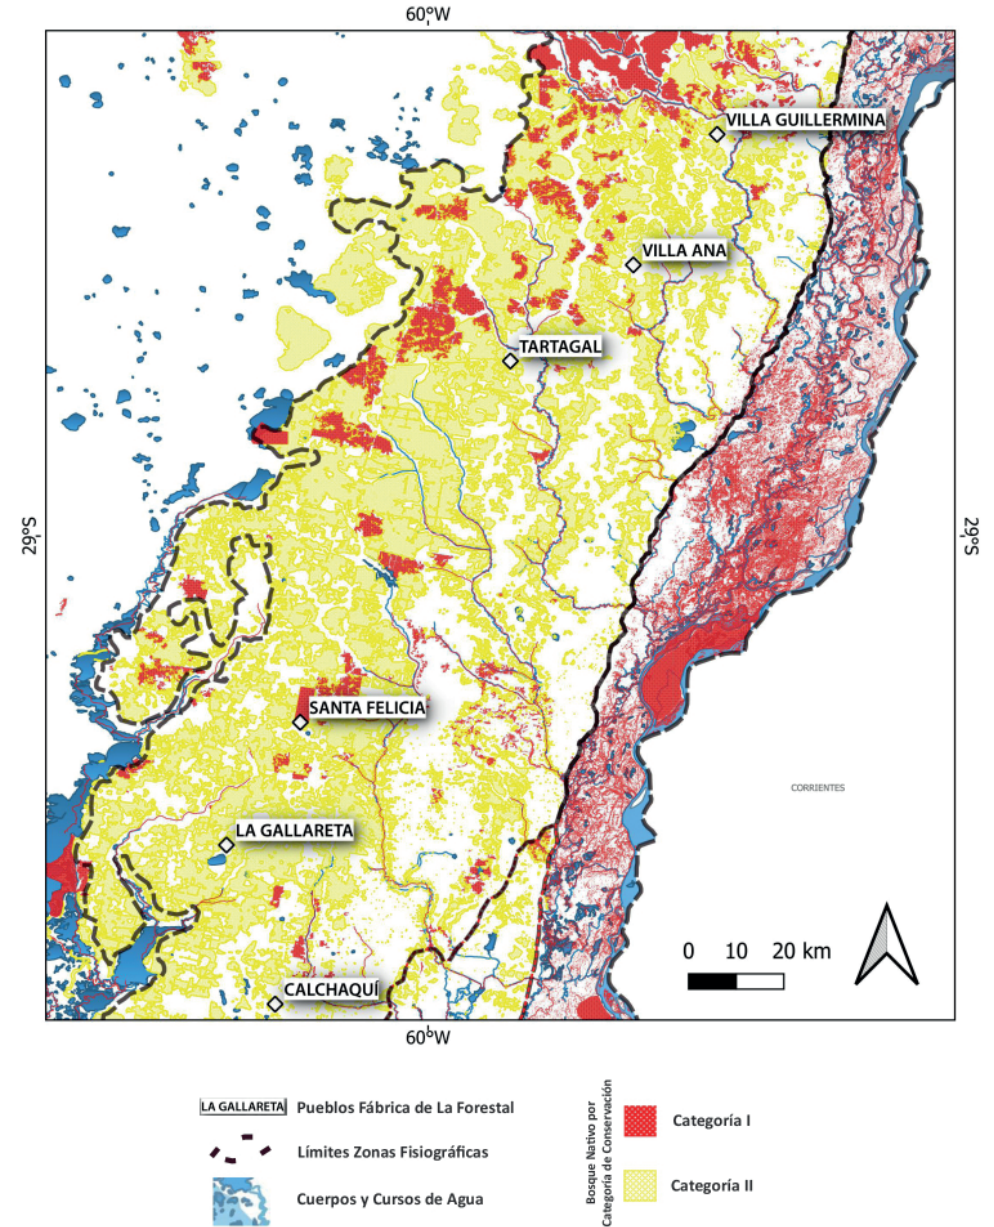 60°W
VILLA GUILLERMINA
VILLA ANA
TARTAGAL
29°S
29°S
SANTA FELICIA
CORRIENTES
LA GALLARETA
0 10 20 km
CALCHAQUÍ
60°W
LA GALLARETA
Pueblos Fábrica de La Forestal
Límites Zonas Fisiográficas
Cuerpos y Cursos de Agua
Bosque Nativo por
Categoría de Conservación
Categoría I
Categoría II